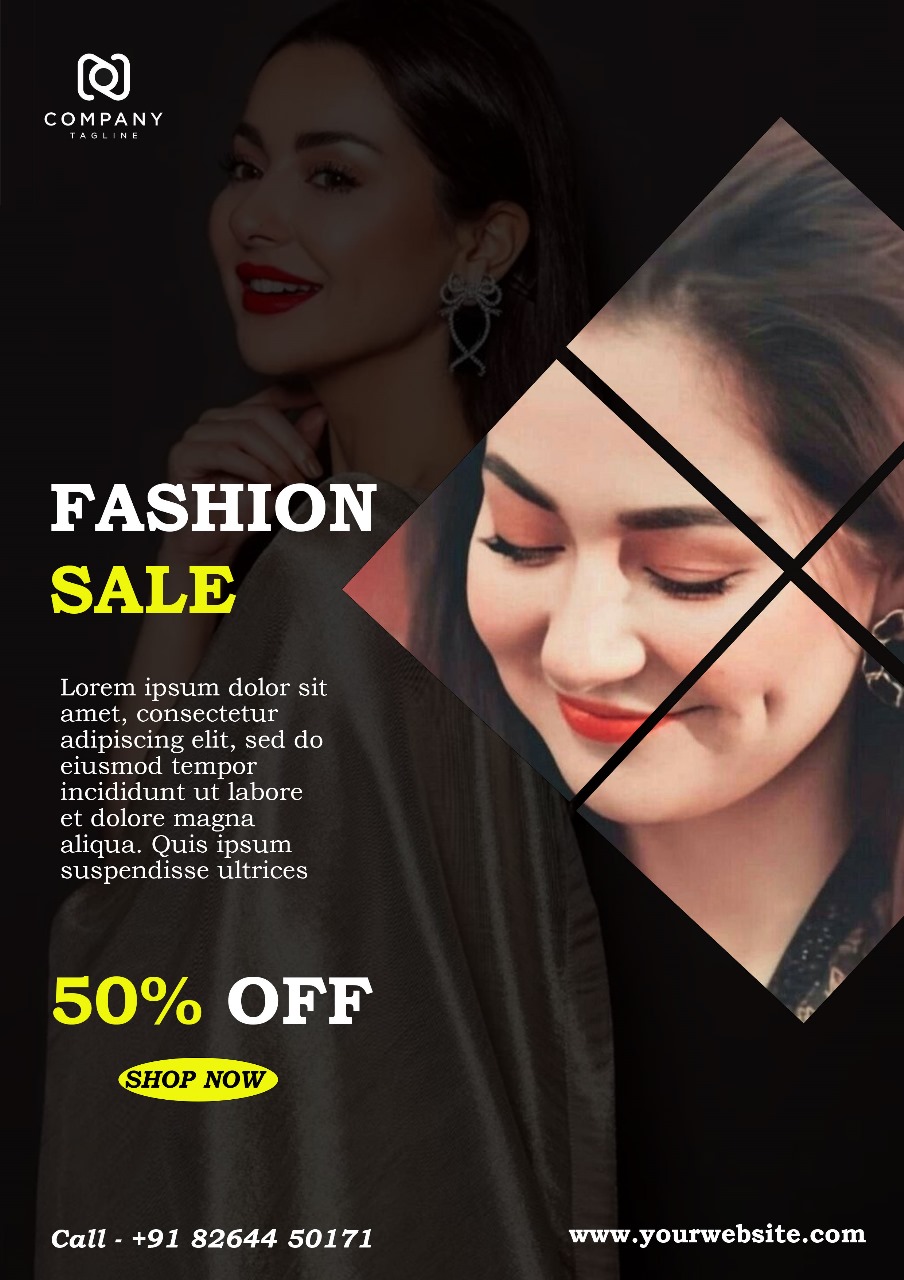 COMPANY
TAGLINE
FASHION
SALE
Lorem ipsum dolor sit
amet, consectetur
adipiscing elit, sed do
eiusmod tempor
incididunt ut labore
et dolore magna
aliqua. Quis ipsum
suspendisse ultrices
50% OFF
SHOP NOW
Call - +91 82644 50171
www.yourwebsite.com